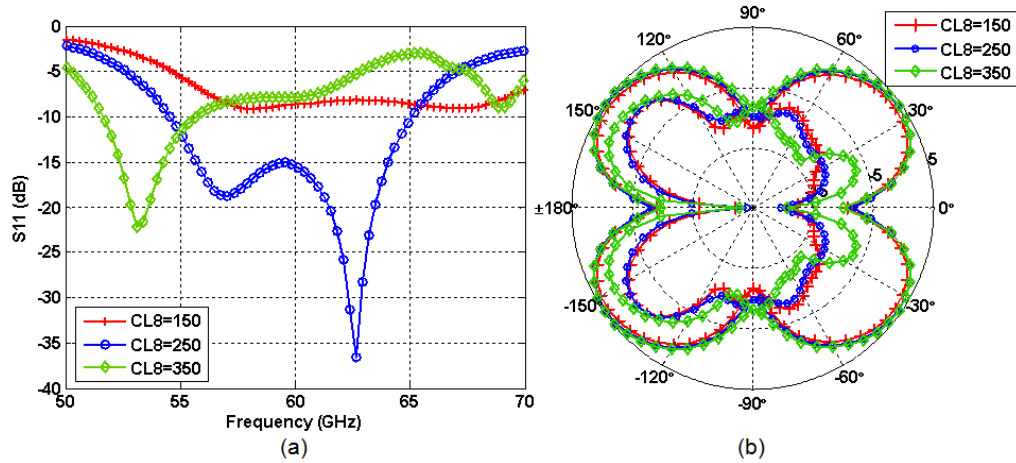 0
-5
-10
-15
-20
-25
-30
-35
-40
S11 (dB)
50
55
60
65
70
Frequency (GHz)
CL8=150
CL8=250
CL8=350
(a)
90°
120°
60°
150°
30°
5
-5
±180°
0°
-150°
-30°
-120°
-60°
-90°
CL8=150
CL8=250
CL8=350
(b)